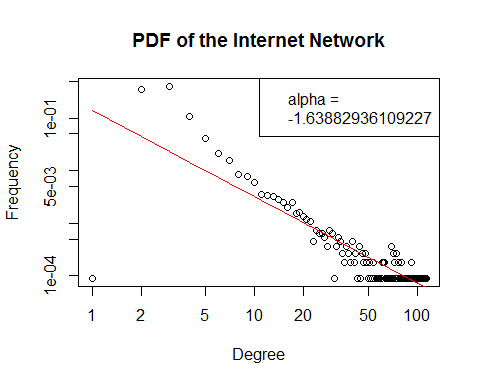 PDF of the Internet Network
alpha =
-1.63882936109227
Frequency
1e-01
5e-03
1e-04
1 2 5 10 20 50 100
Degree